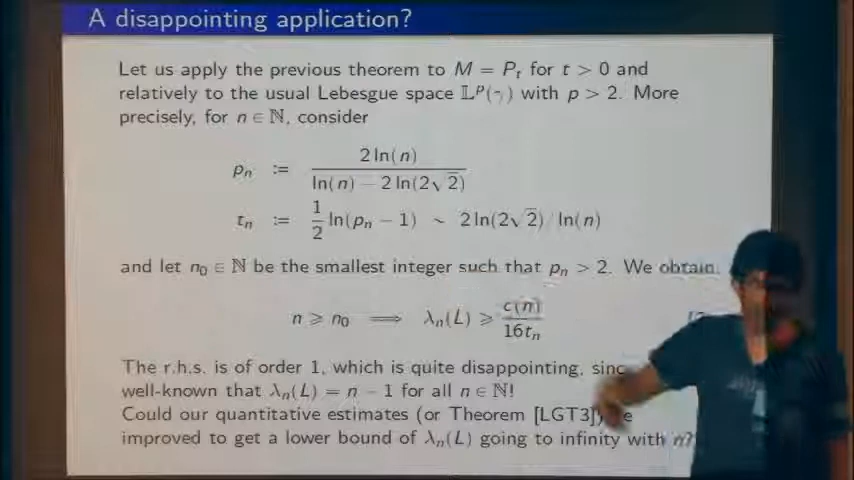 A disappointing application?
Let us apply the previous theorem to M = P_t for t > 0 and
relatively to the usual Lebesgue space 𝕃^p(γ) with p > 2. More
precisely, for n ∈ ℕ, consider
p_n := 2 ln(n) / (ln(n) − 2 ln(2√2))
t_n := 1/2 ln(p_n − 1) ~ 2 ln(2√2)/ ln(n)
and let n_0 ∈ ℕ be the smallest integer such that p_n > 2. We obtain
n ⩾ n_0 ⟹ λ_n(L) ⩾ c(n) / 16t_n
The r.h.s. is of order 1, which is quite disappointing, sinc
well-known that λ_n(L) = n − 1 for all n ∈ ℕ!
Could our quantitative estimates (or Theorem [LGT3]) e
improved to get a lower bound of λ_n(L) going to infinity with n?